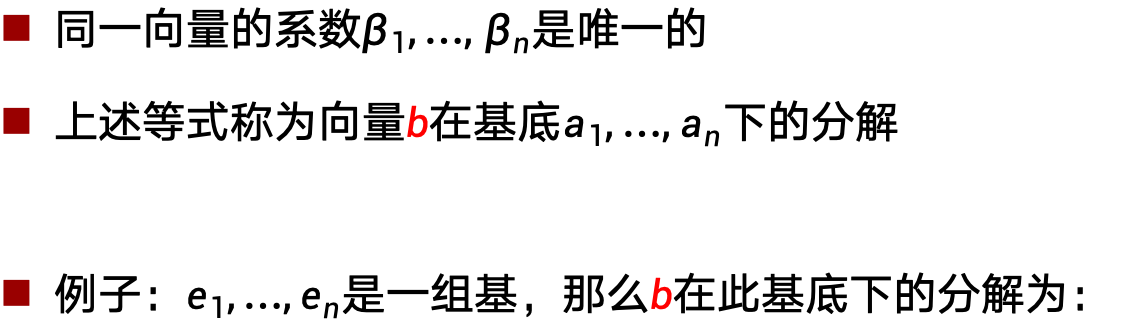 ■ 同一向量的系数β₁, …, βₙ是唯一的
■ 上述等式称为向量b在基底a₁, …, aₙ下的分解
■ 例子：e₁, …, eₙ是一组基，那么b在此基底下的分解为：